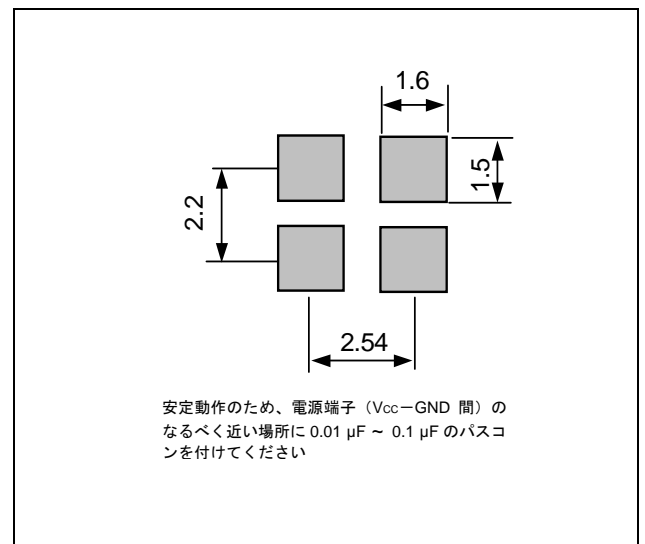 1.6
1.5
2.2
2.54
安定動作のため、電源端子（Vcc－GND 間）の
なるべく近い場所に 0.01 µF ~ 0.1 µF のパスコ
ンを付けてください